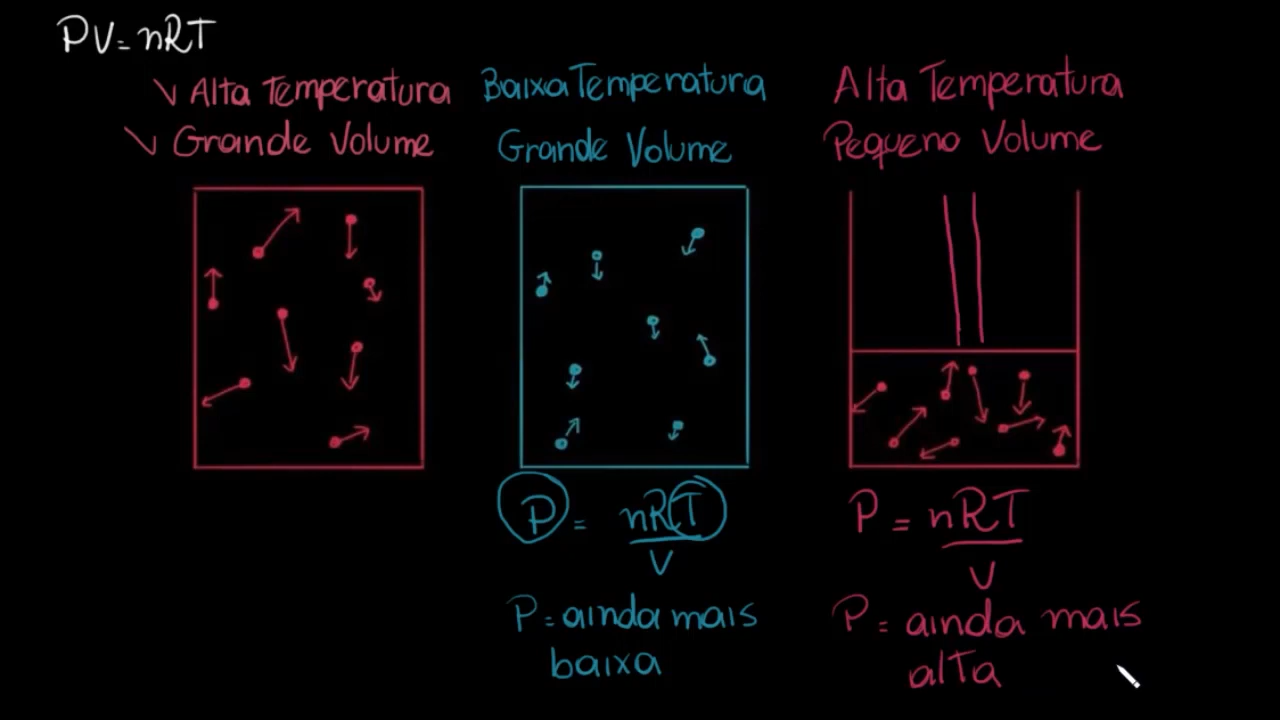 PV = nRT
Alta Temperatura
Grande Volume
Baixa Temperatura
Grande Volume
P = nRT
V
P = ainda mais
baixa
Alta Temperatura
Pequeno Volume
P = nRT
V
P = ainda mais
alta